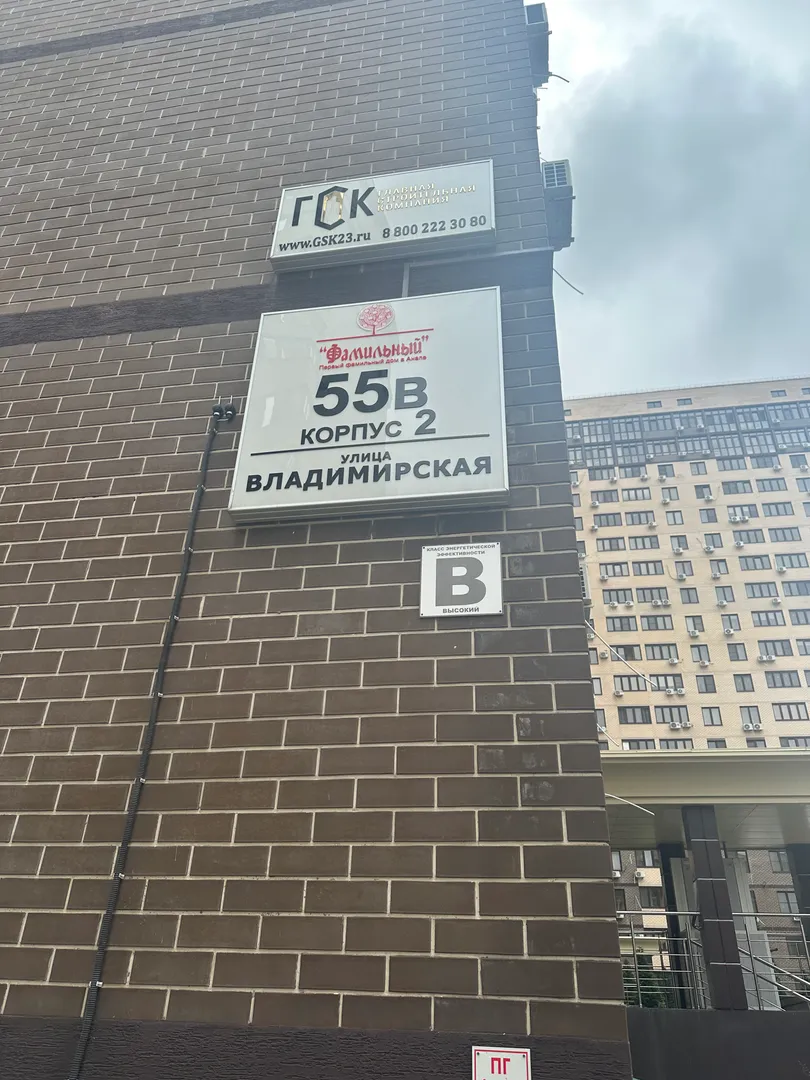 ГСК
ГЛАВНАЯ
СТРОИТЕЛЬНАЯ
КОМПАНИЯ
www.GSK23.ru 8 800 222 30 80
"Фамильный"
Первый фамильный дом в Анапе
55В
КОРПУС 2
УЛИЦА
ВЛАДИМИРСКАЯ
КЛАСС ЭНЕРГЕТИЧЕСКОЙ
ЭФФЕКТИВНОСТИ
B
ВЫСОКИЙ
ПГ